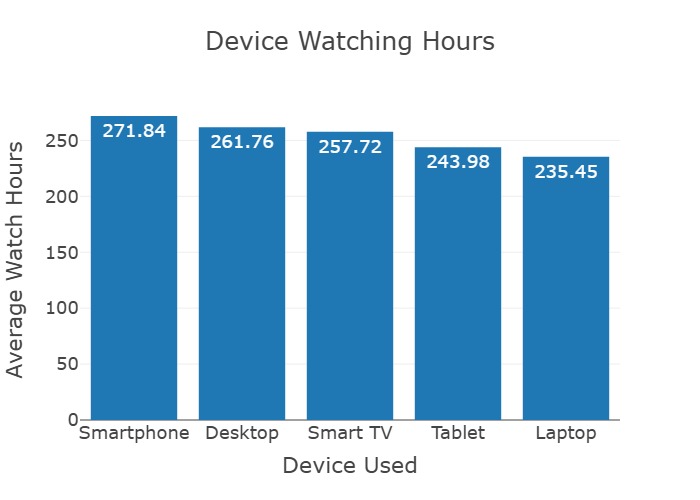 Device Watching Hours
Average Watch Hours
250
200
150
100
50
0
271.84
261.76
257.72
243.98
235.45
Smartphone
Desktop
Smart TV
Tablet
Laptop
Device Used